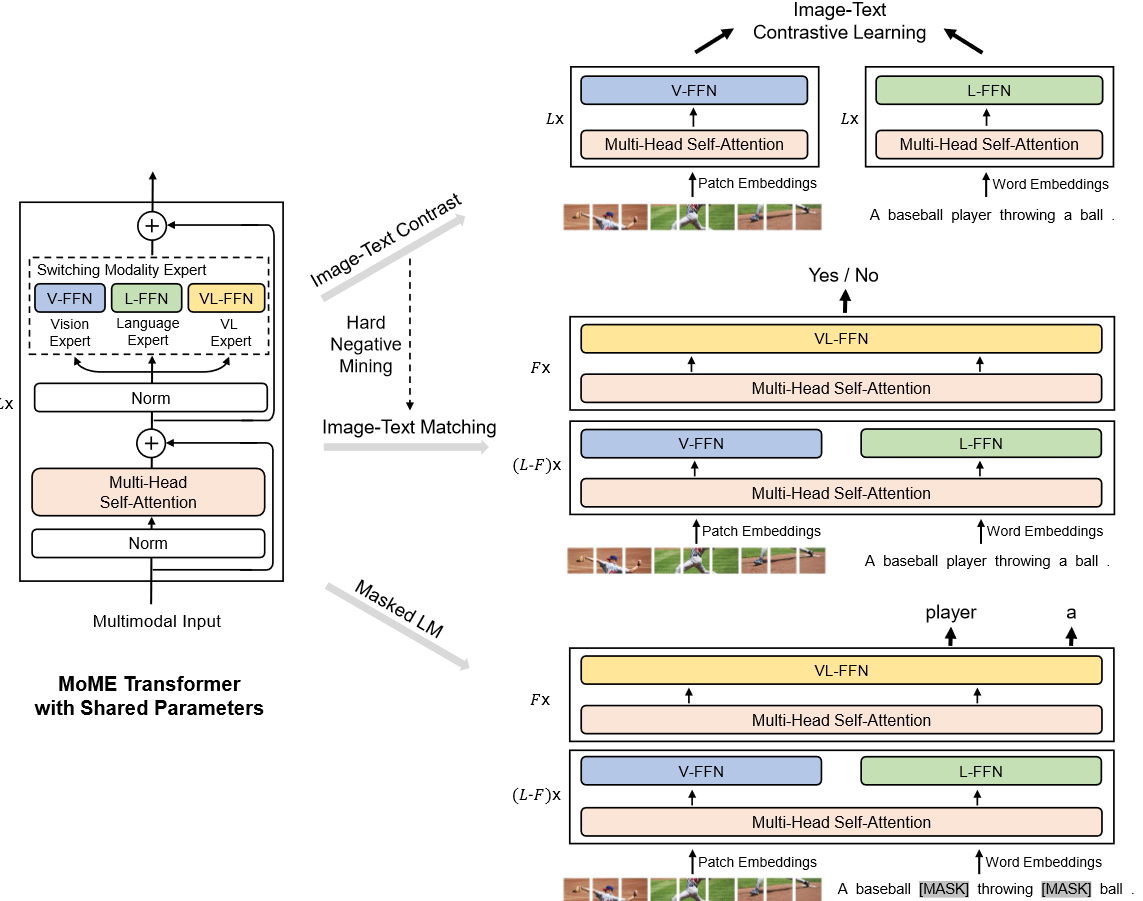 Switching Modality Expert
V-FFN
L-FFN
VL-FFN
Vision
Expert
Language
Expert
VL
Expert
Norm
Lx
Multi-Head
Self-Attention
Norm
Multimodal Input
MoME Transformer
with Shared Parameters
Image-Text Contrast
Hard
Negative
Mining
Image-Text Matching
Masked LM
Image-Text
Contrastive Learning
V-FFN
L-FFN
Lx
Lx
Multi-Head Self-Attention
Multi-Head Self-Attention
Patch Embeddings
Word Embeddings
A baseball player throwing a ball .
Yes / No
VL-FFN
Fx
Multi-Head Self-Attention
V-FFN
L-FFN
(L-F)x
Multi-Head Self-Attention
Patch Embeddings
Word Embeddings
A baseball player throwing a ball .
player
a
VL-FFN
Fx
Multi-Head Self-Attention
V-FFN
L-FFN
(L-F)x
Multi-Head Self-Attention
Patch Embeddings
Word Embeddings
A baseball [MASK] throwing [MASK] ball .